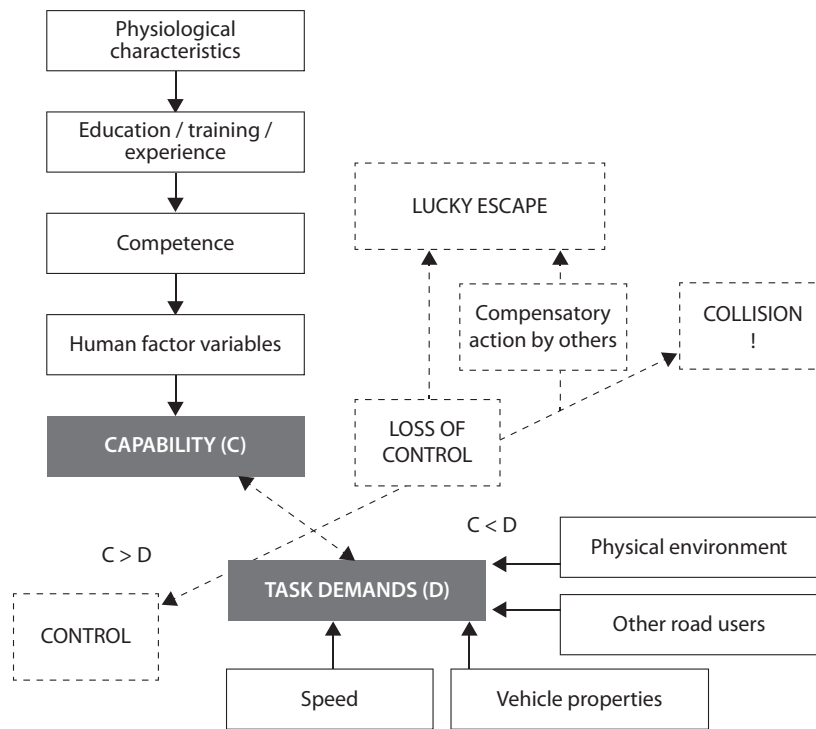 Physiological
characteristics
Education / training /
experience
Competence
Human factor variables
CAPABILITY (C)
LUCKY ESCAPE
Compensatory
action by others
COLLISION
!
LOSS OF
CONTROL
C > D
C < D
TASK DEMANDS (D)
Physical environment
Other road users
CONTROL
Speed
Vehicle properties